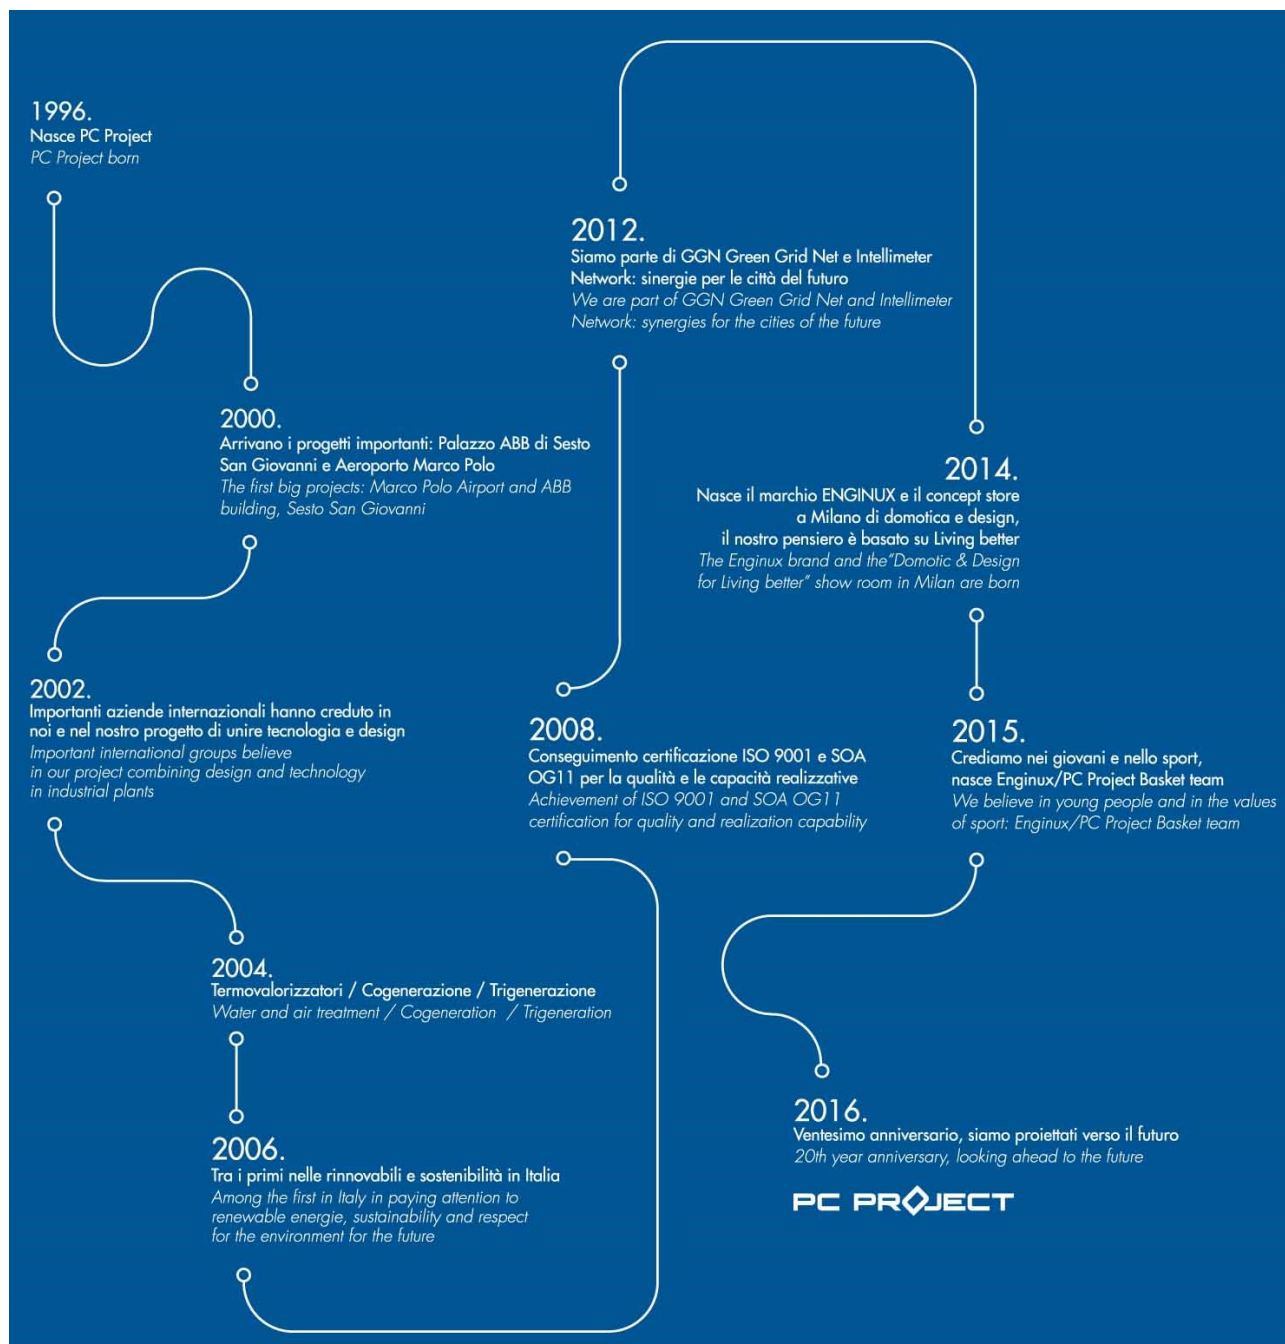 1996.
Nasce PC Project
PC Project born
2000.
Arrivano i progetti importanti: Palazzo ABB di Sesto
San Giovanni e Aeroporto Marco Polo
The first big projects: Marco Polo Airport and ABB
building, Sesto San Giovanni
2002.
Importanti aziende internazionali hanno creduto in
noi e nel nostro progetto di unire tecnologia e design
Important international groups believe
in our project combining design and technology
in industrial plants
2004.
Termovalorizzatori / Cogenerazione / Trigenerazione
Water and air treatment / Cogeneration / Trigeneration
2006.
Tra i primi nelle rinnovabili e sostenibilità in Italia
Among the first in Italy in paying attention to
renewable energie, sustainability and respect
for the environment for the future
2008.
Conseguimento certificazione ISO 9001 e SOA
OG11 per la qualità e le capacità realizzative
Achievement of ISO 9001 and SOA OG11
certification for quality and realization capability
2012.
Siamo parte di GGN Green Grid Net e Intellimeter
Network: sinergie per le città del futuro
We are part of GGN Green Grid Net and Intellimeter
Network: synergies for the cities of the future
2014.
Nasce il marchio ENGINUX e il concept store
a Milano di domotica e design,
il nostro pensiero è basato su Living better
The Enginux brand and the"Domotic & Design
for Living better" show room in Milan are born
2015.
Crediamo nei giovani e nello sport,
nasce Enginux/PC Project Basket team
We believe in young people and in the values
of sport: Enginux/PC Project Basket team
2016.
Ventesimo anniversario, siamo proiettati verso il futuro
20th year anniversary, looking ahead to the future
PC PROJECT